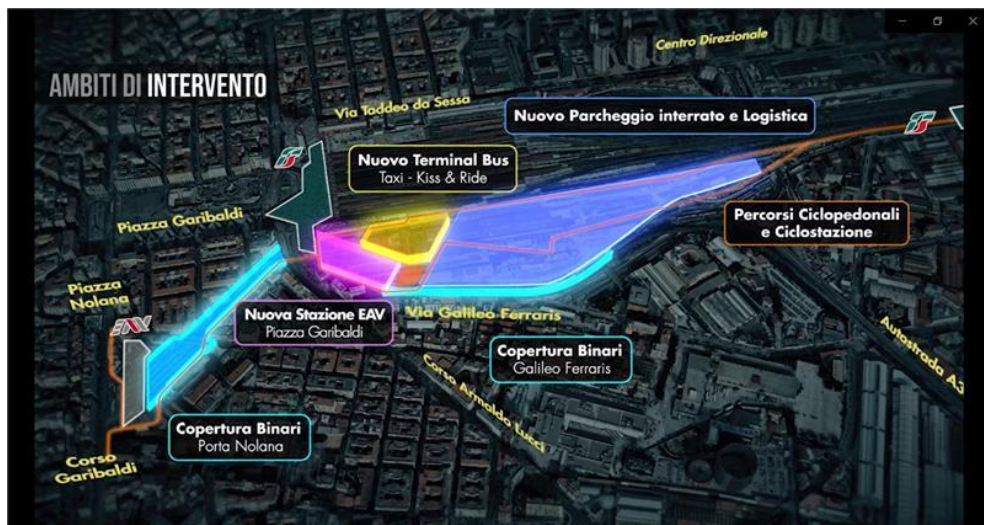 AMBITI DI INTERVENTO
Centro Direzionale
Via Taddeo da Sessa
Nuovo Parcheggio interrato e Logistica
Nuovo Terminal Bus
Taxi - Kiss & Ride
Piazza Garibaldi
Percorsi Ciclopedonali
e Ciclostazione
Piazza
Nolana
EAV
Nuova Stazione EAV
Piazza Garibaldi
Via Galileo Ferraris
Copertura Binari
Galileo Ferraris
Autostrada A3
Corso Arnaldo Lucci
Copertura Binari
Porta Nolana
Corso
Garibaldi